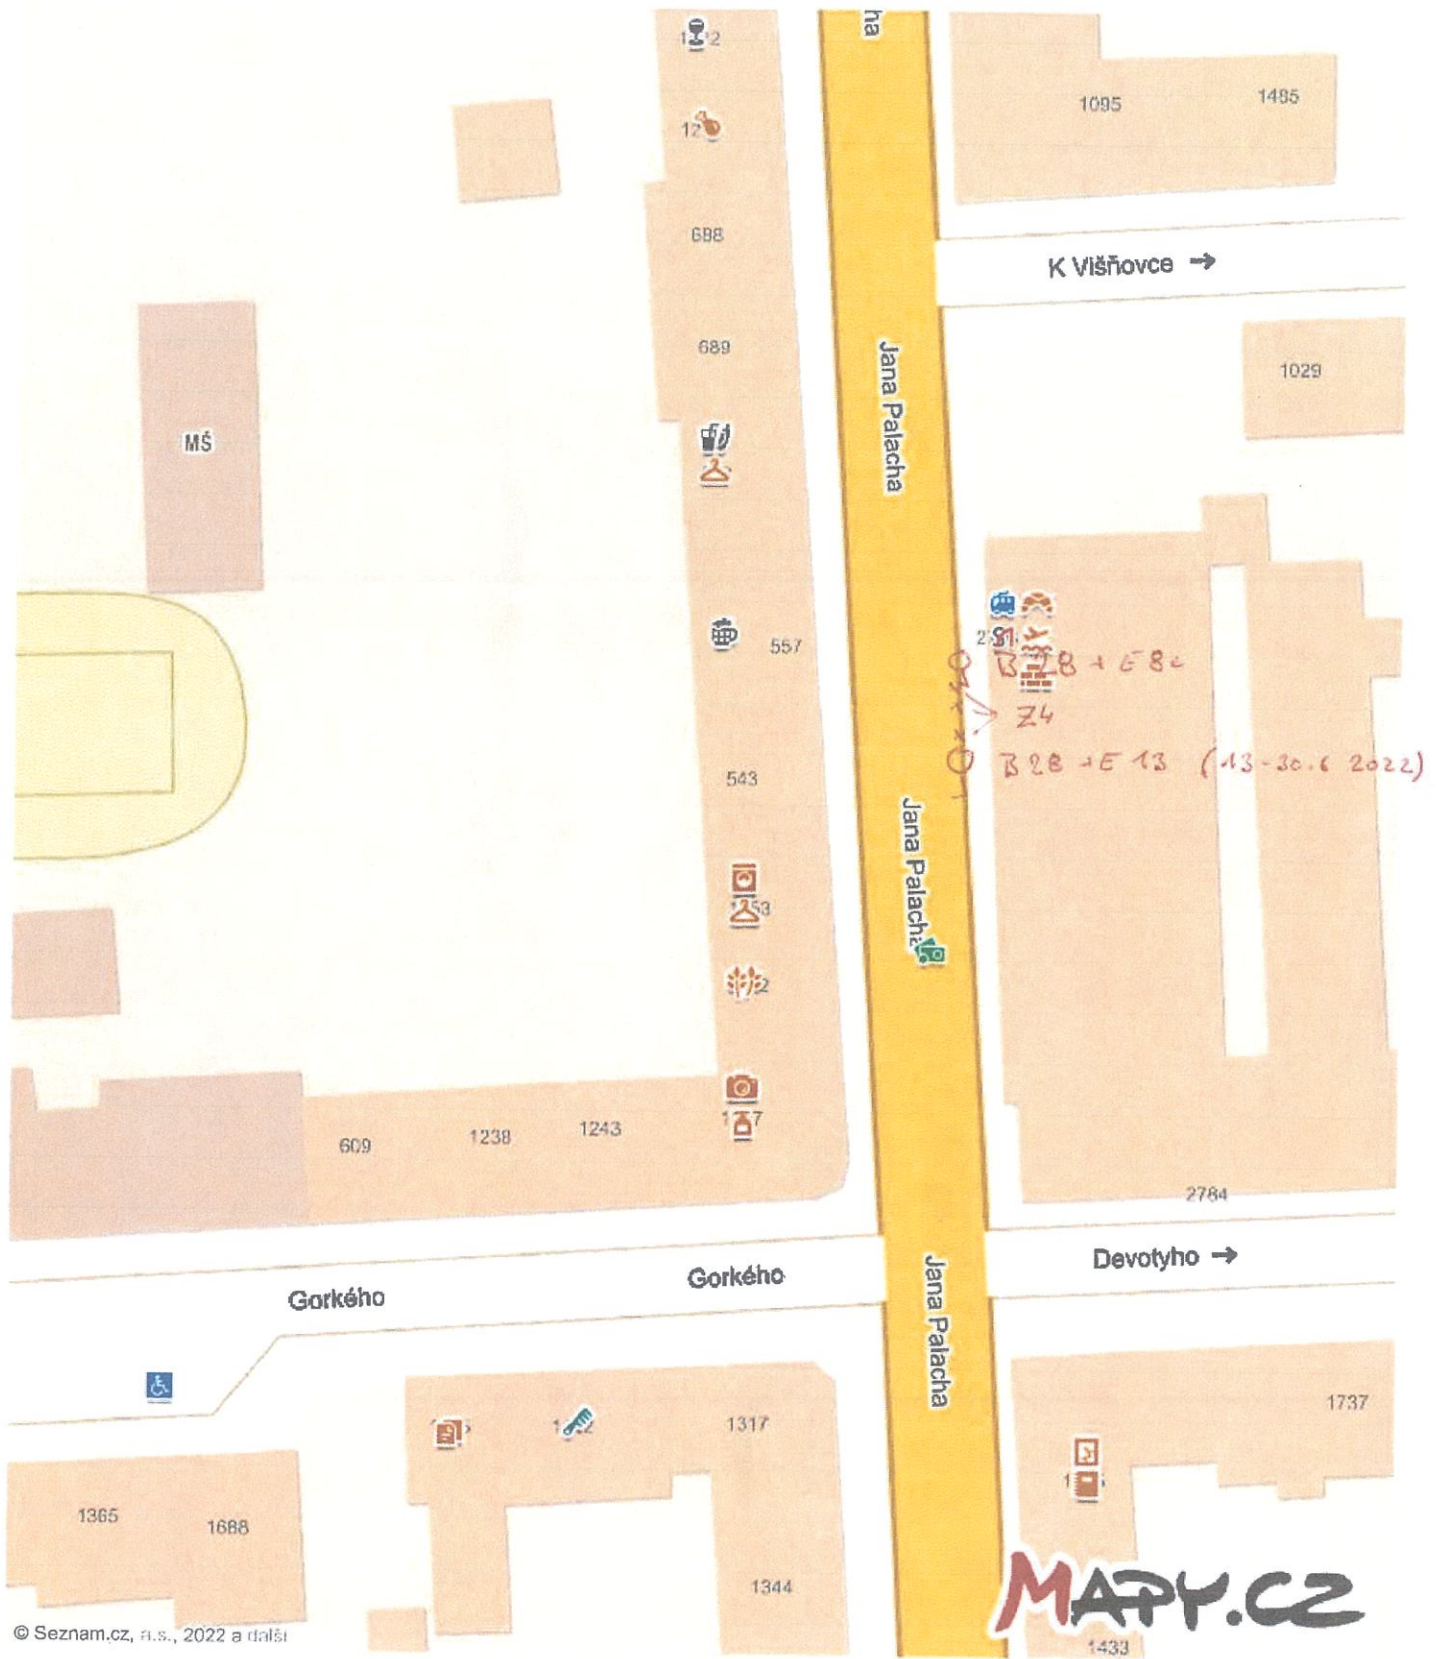 ha
1095
1485
688
K Višňovce →
689
Jana Palacha
1029
MŠ
557
B 28 + E 8c
Z4
543
B 28 + E 13 (13-30.6 2022)
Jana Palacha
609
1238
1243
2784
Devotyho →
Gorkého
Gorkého
Jana Palacha
1737
1317
1365
1688
1344
MAPY.CZ
© Seznam.cz, a.s., 2022 a další
1433